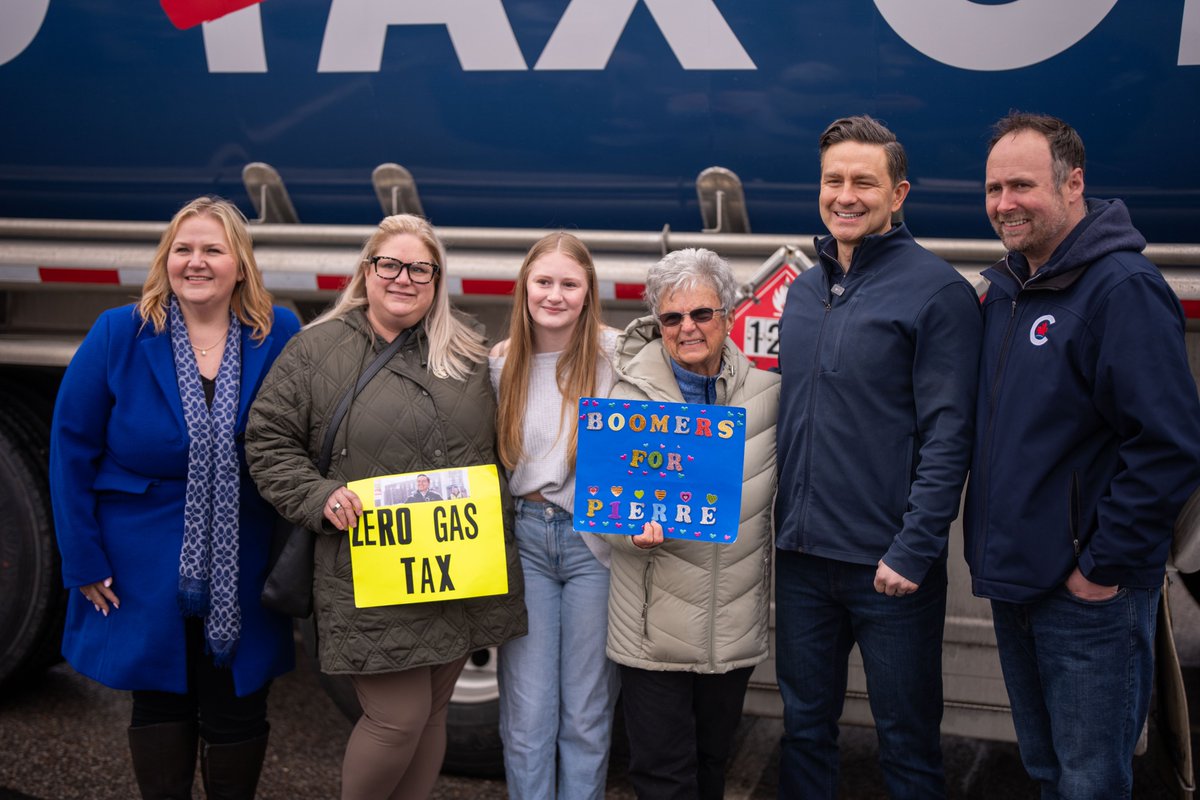 TAX
ZERO GAS
TAX
BOOMERS
FOR
PIERRE
12
C